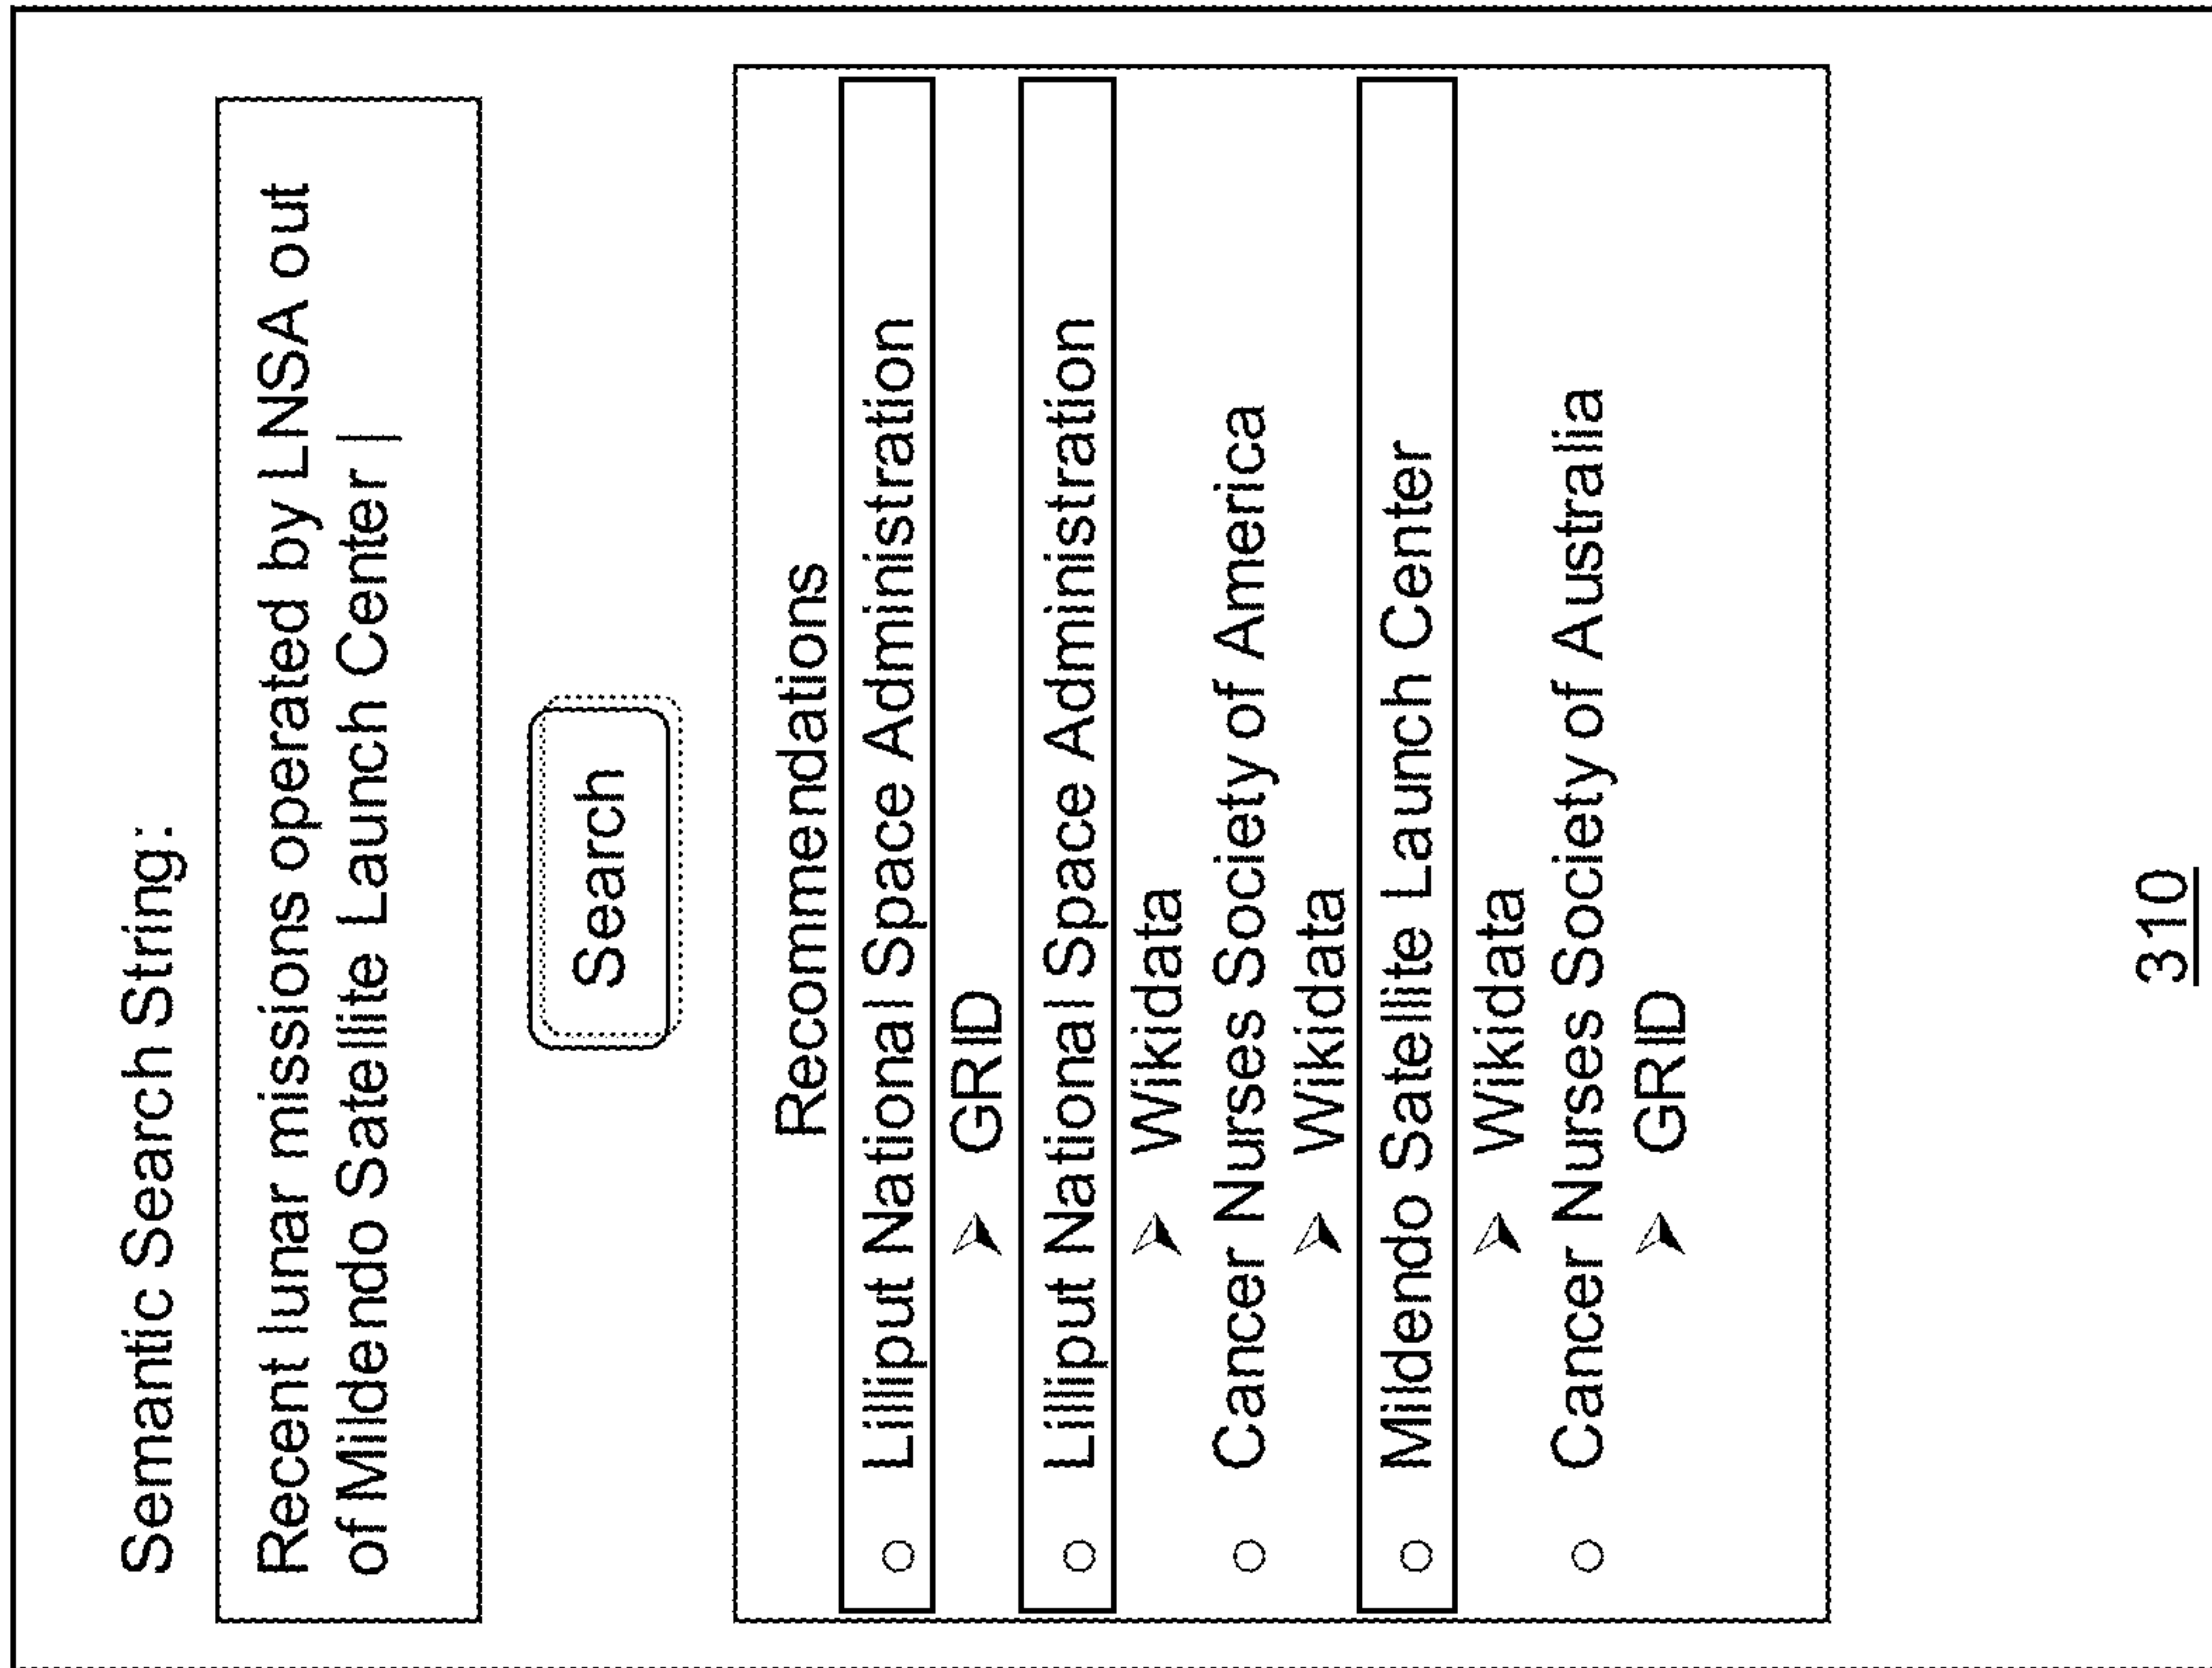 Semantic Search String:
Recent lunar missions operated by LNSA out
of Mildendo Satellite Launch Center |
Search
Recommendations
Lilliput National Space Administration
GRID
Lilliput National Space Administration
Wikidata
Cancer Nurses Society of America
Wikidata
Mildendo Satellite Launch Center
Wikidata
Cancer Nurses Society of Australia
GRID
310